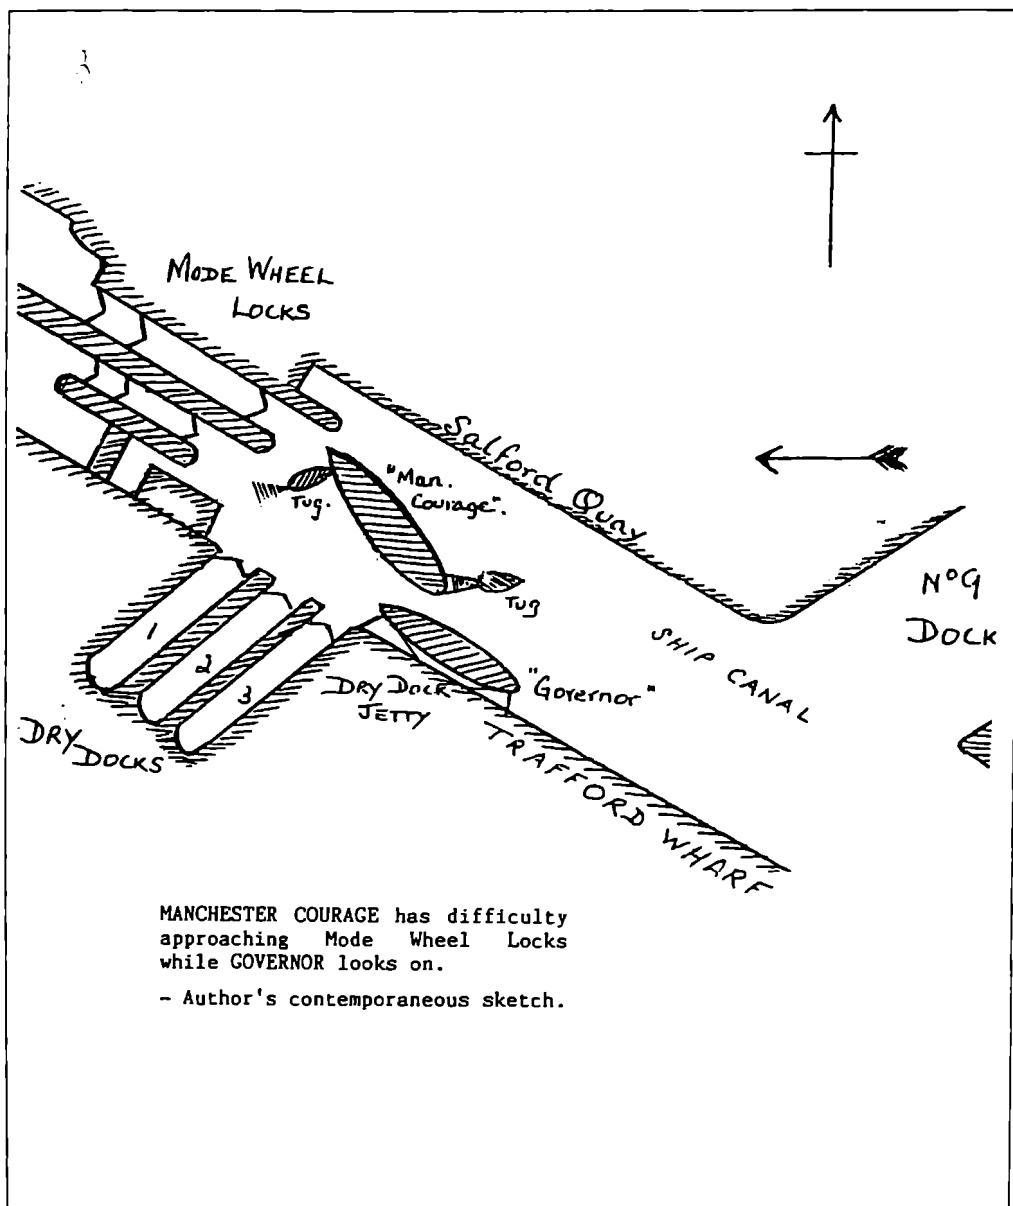 MODE WHEEL
LOCKS
Salford Quay
"Man.
Courage".
Tug.
Tug
No 9
DOCK
SHIP CANAL
"Governor"
1
2
3
DRY DOCK
JETTY
DRY
DOCKS
TRAFFORD WHARF
MANCHESTER COURAGE has difficulty
approaching Mode Wheel Locks
while GOVERNOR looks on.
- Author's contemporaneous sketch.